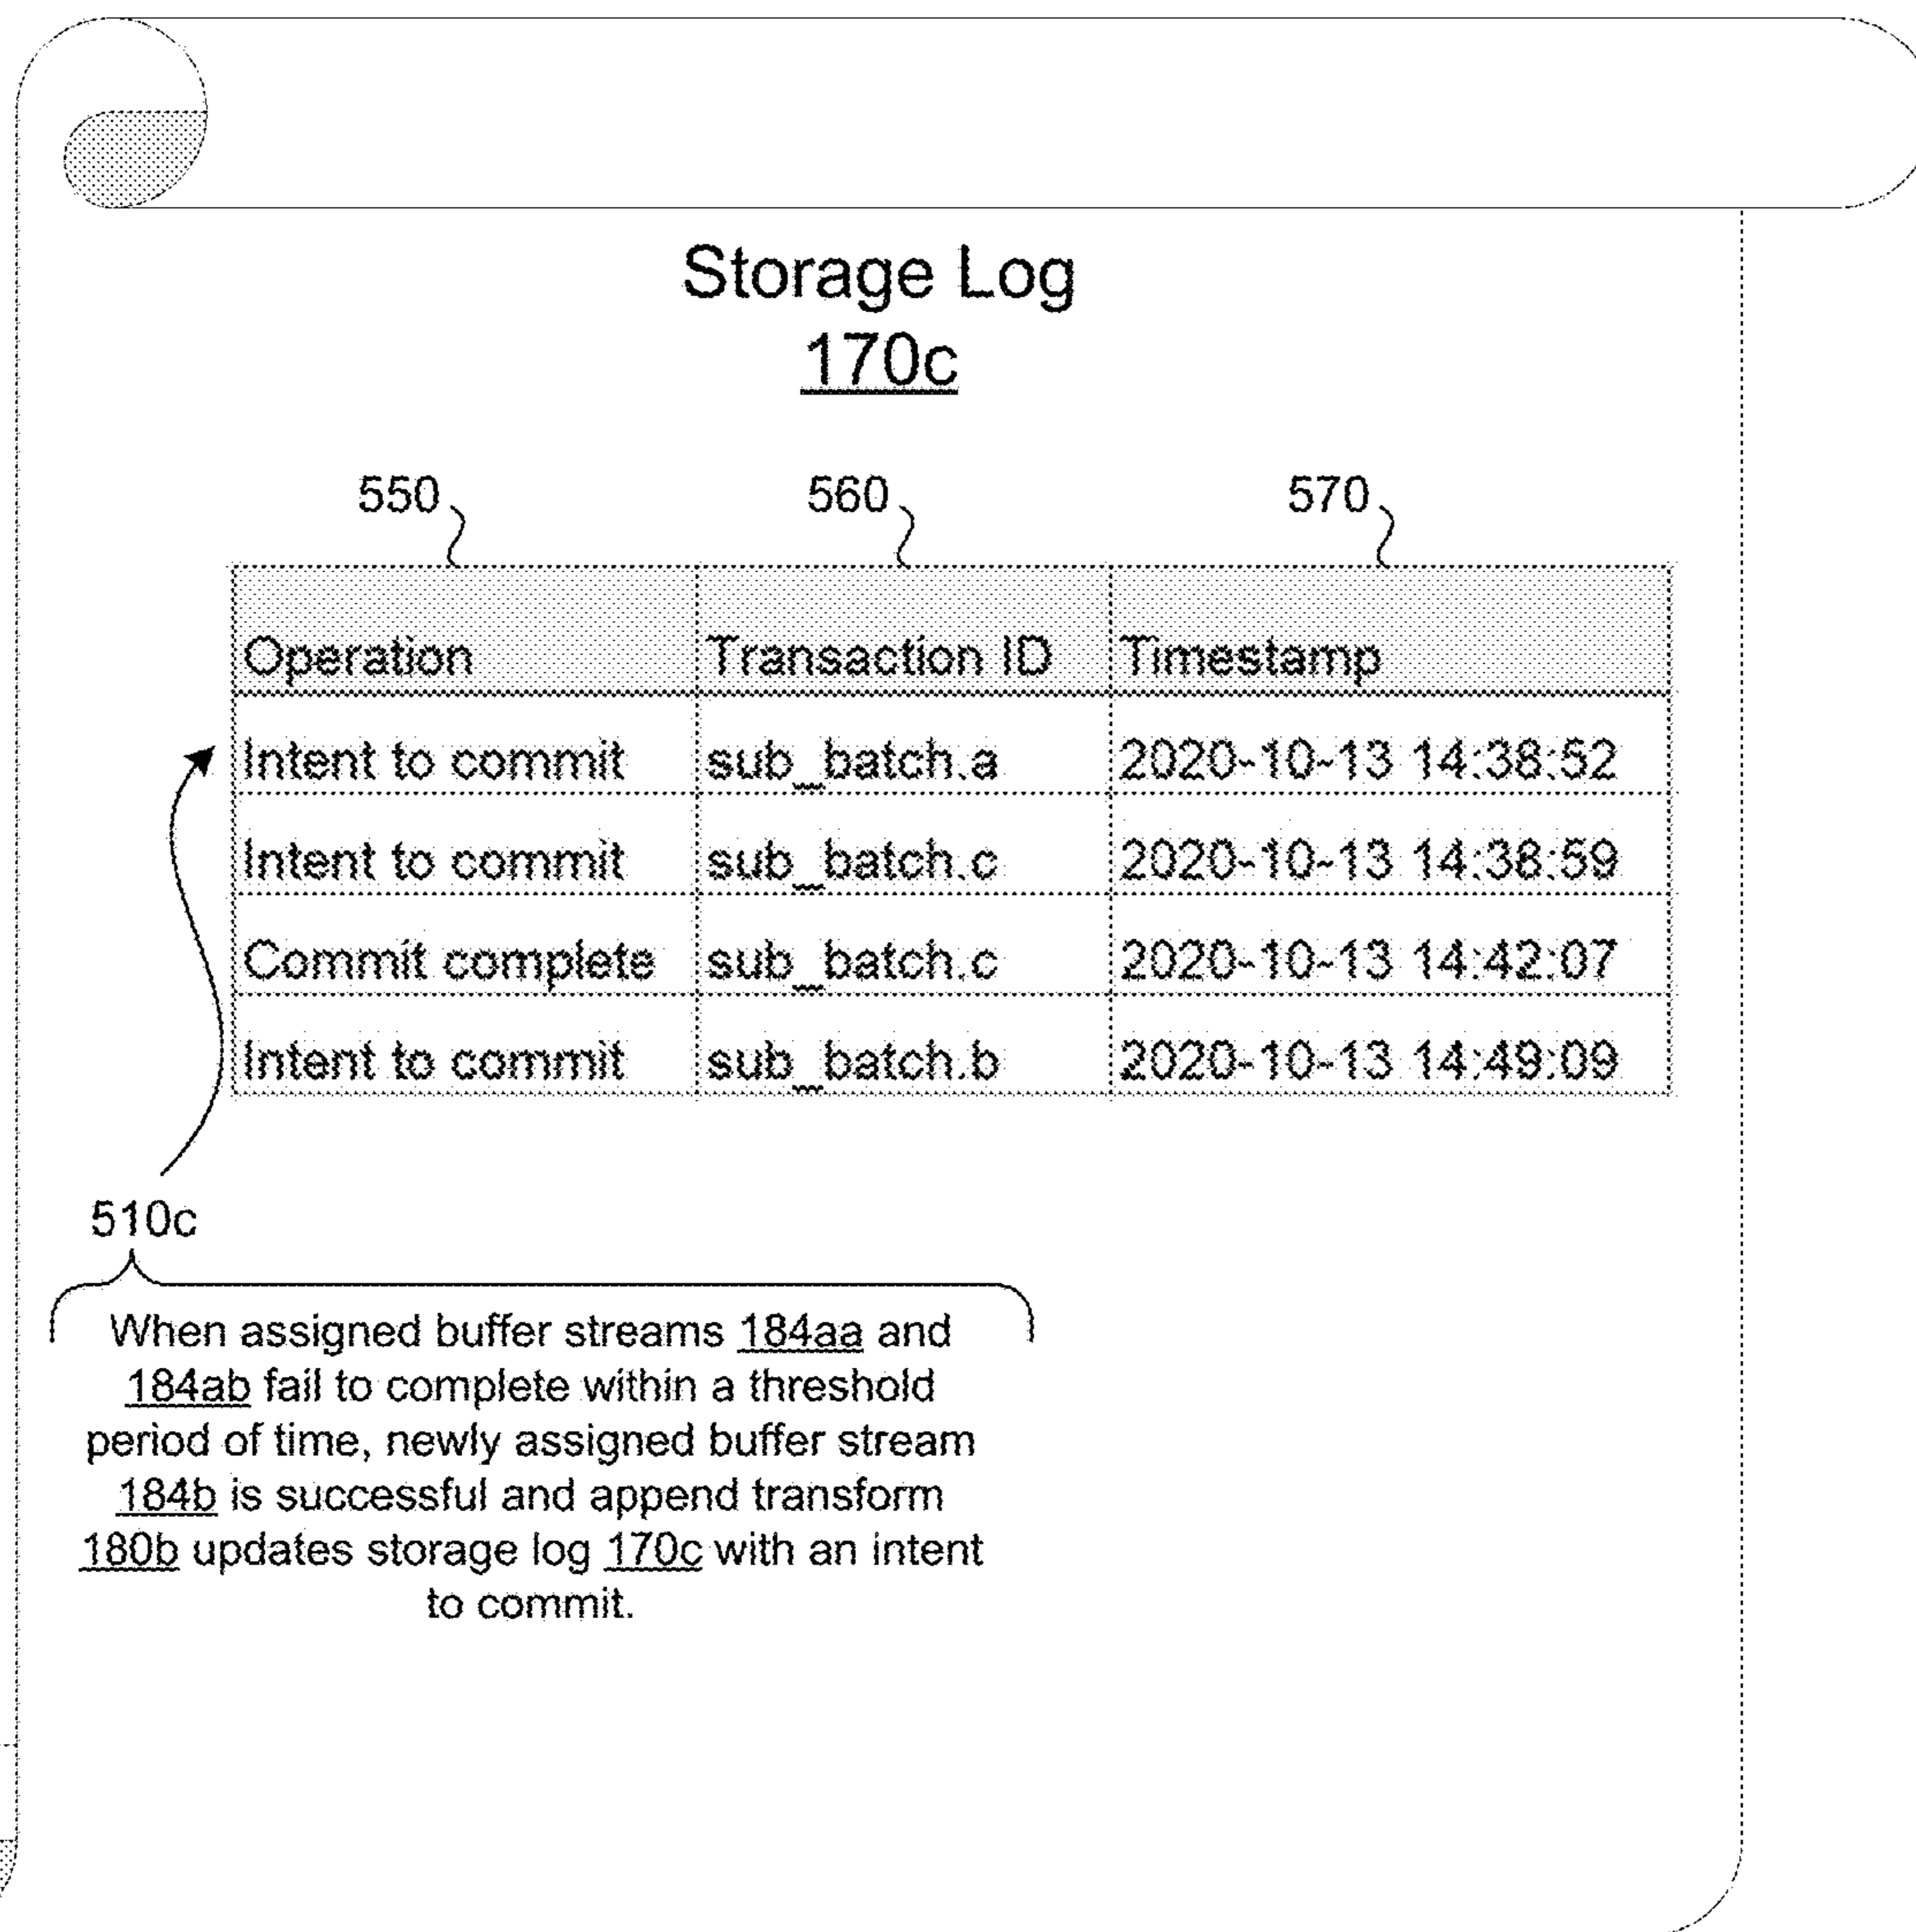 Storage Log
170c
550 560 570
Operation Transaction ID Timestamp
Intent to commit sub_batch.a 2020-10-13 14:38:52
Intent to commit sub_batch.c 2020-10-13 14:38:59
Commit complete sub_batch.c 2020-10-13 14:42:07
Intent to commit sub_batch.b 2020-10-13 14:49:09
510c
When assigned buffer streams 184aa and
184ab fail to complete within a threshold
period of time, newly assigned buffer stream
184b is successful and append transform
180b updates storage log 170c with an intent
to commit.